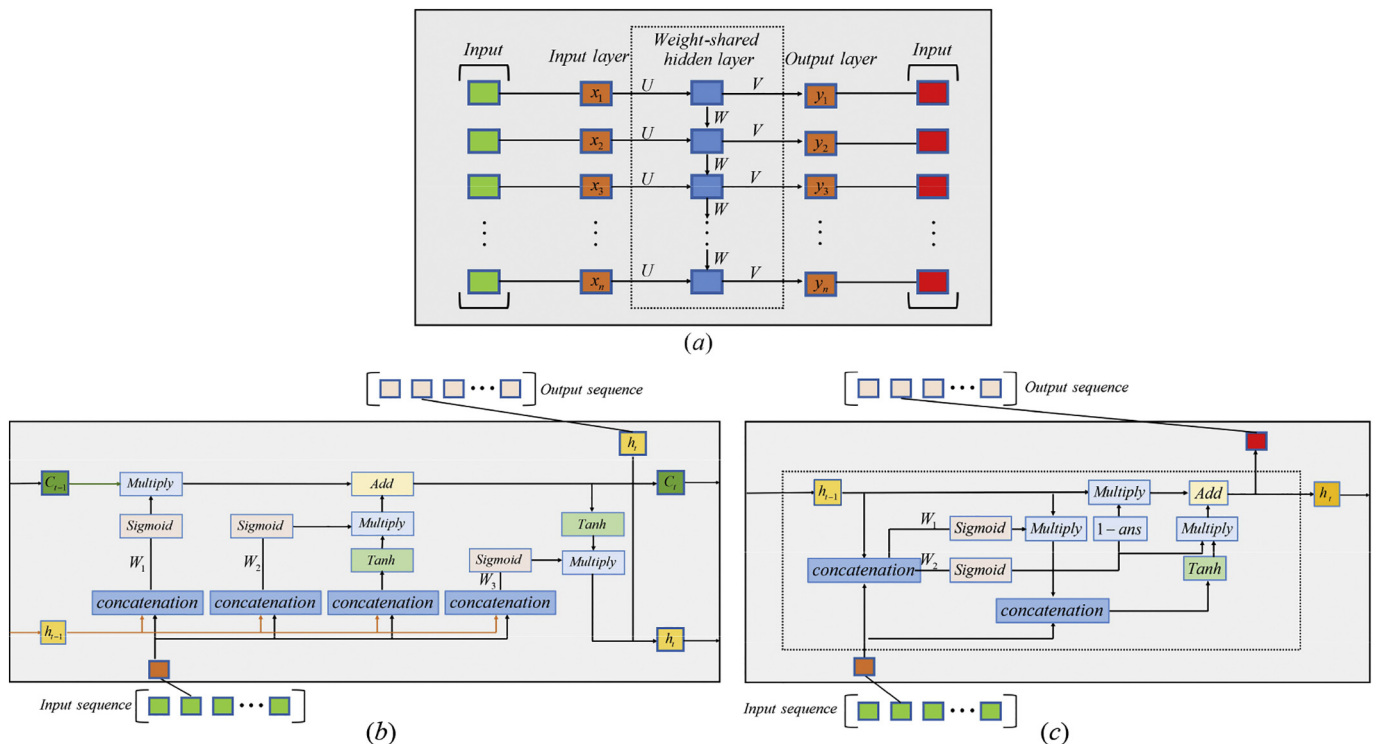 Input
Input layer
Weight-shared
hidden layer
Output layer
Input
x₁ U V y₁
W
x₂ U V y₂
W
x₃ U V y₃
W
W
xₙ U V yₙ
(a)
Output sequence
hₜ
Cₜ₋₁ Multiply Add Cₜ
Sigmoid Sigmoid Multiply Tanh
W₁ W₂ Tanh Sigmoid Multiply
W₃
concatenation concatenation concatenation concatenation
hₜ₋₁ hₜ
Input sequence
(b)
Output sequence
hₜ₋₁ Multiply Add hₜ
W₁ Sigmoid Multiply 1−ans Multiply
concatenation W₂ Sigmoid Tanh
concatenation
Input sequence
(c)